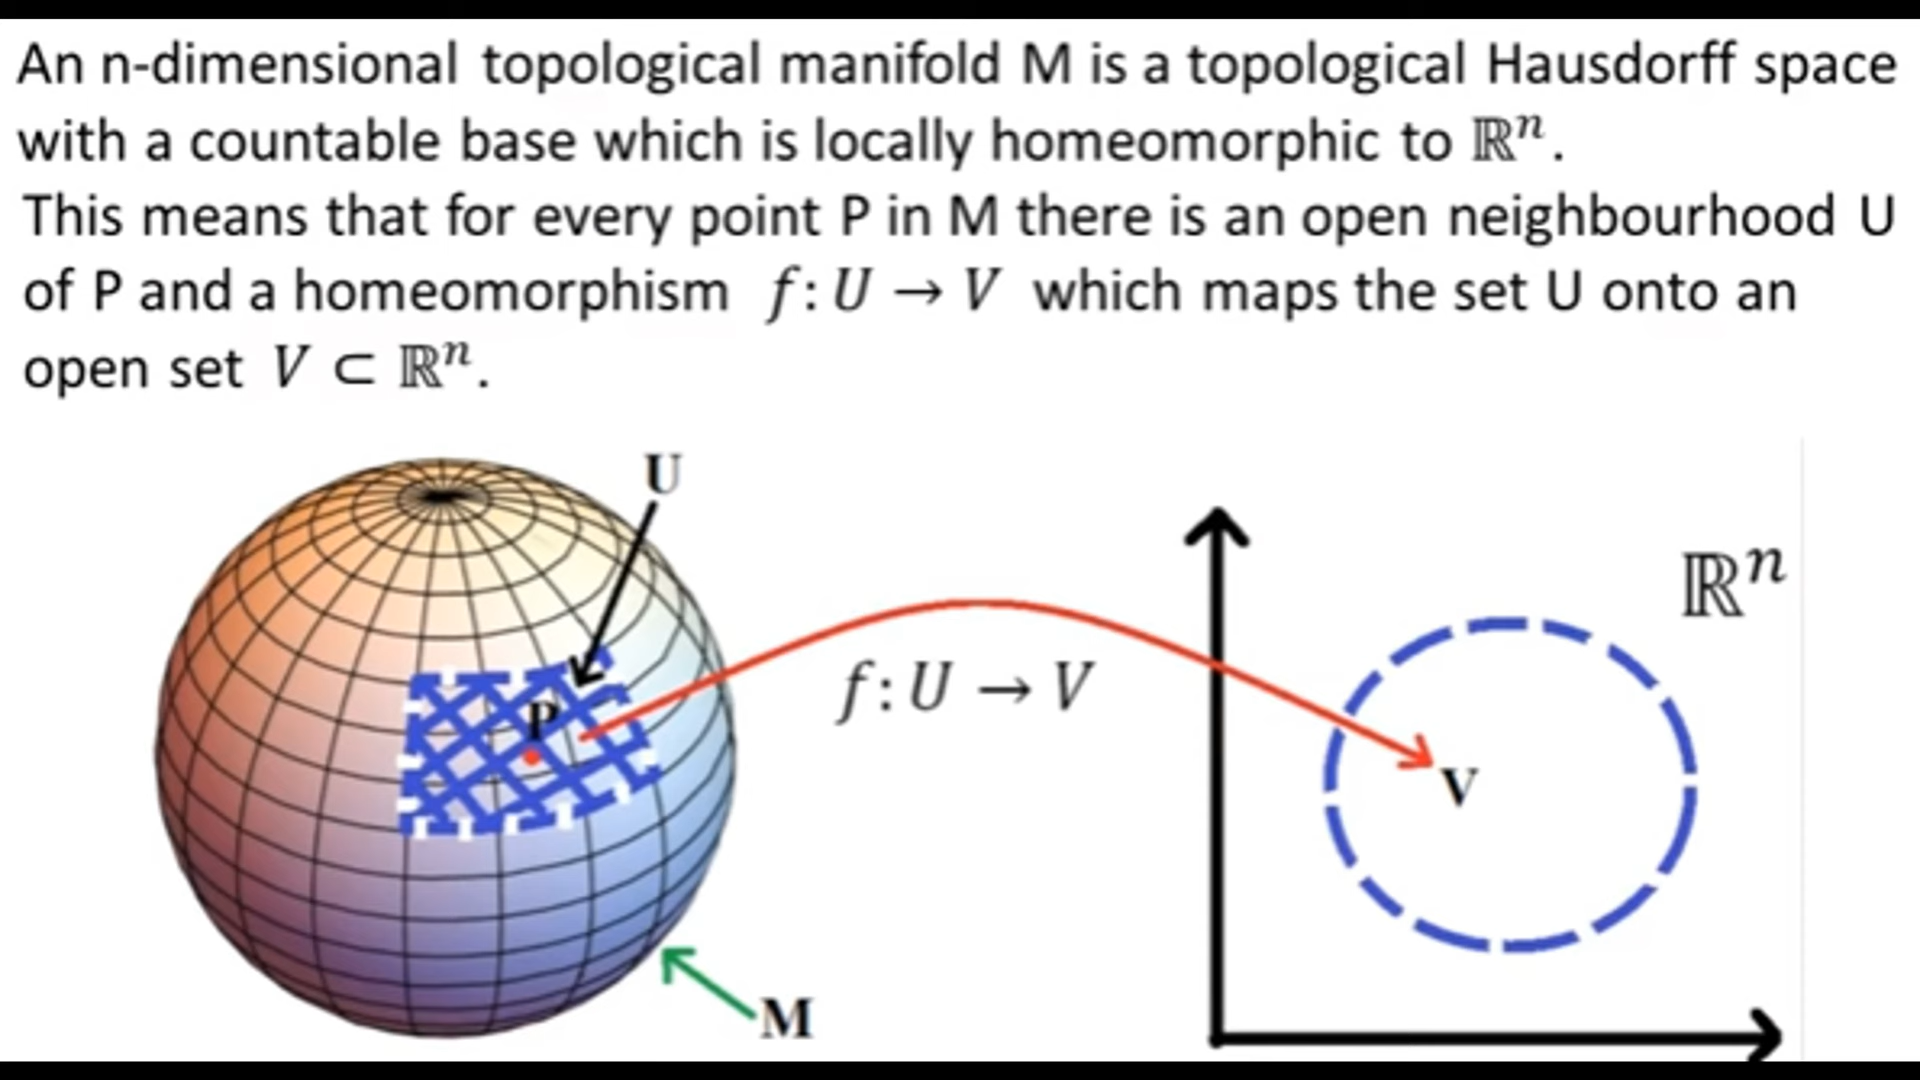 An n-dimensional topological manifold M is a topological Hausdorff space
with a countable base which is locally homeomorphic to ℝⁿ.
This means that for every point P in M there is an open neighbourhood U
of P and a homeomorphism f: U → V which maps the set U onto an
open set V ⊂ ℝⁿ.
U
ℝⁿ
P
f: U → V
V
M